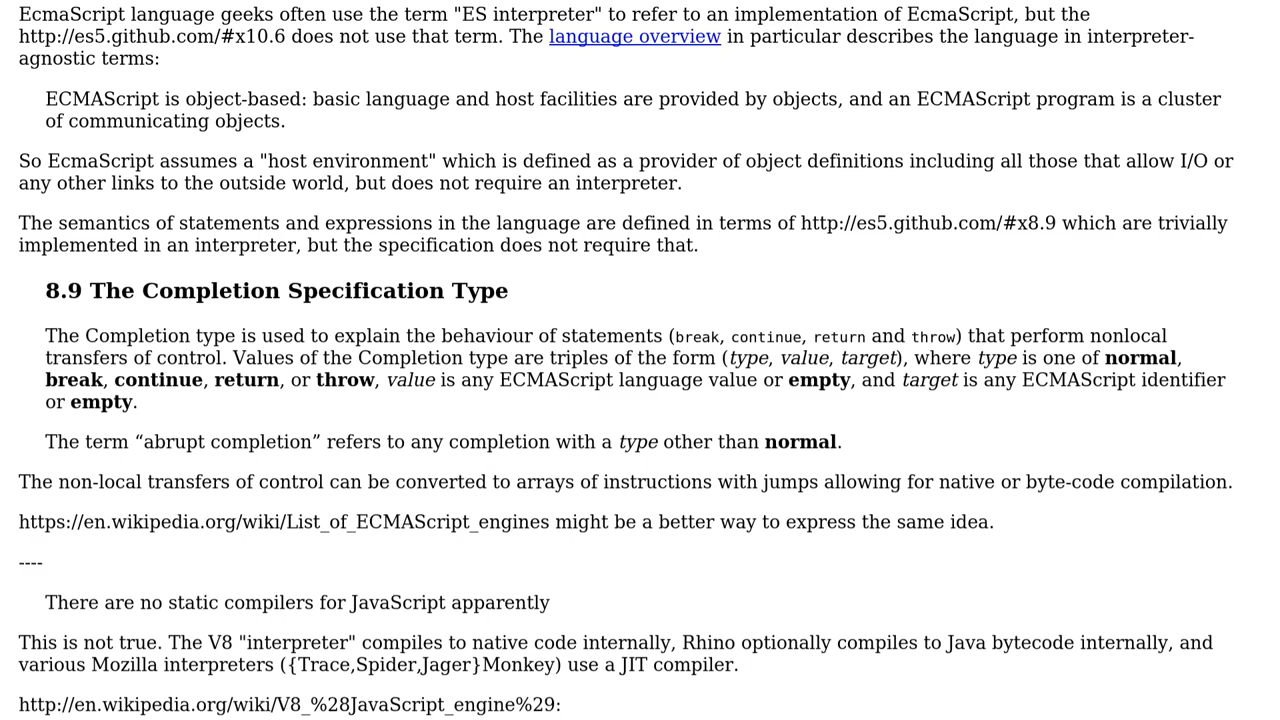 EcmaScript language geeks often use the term "ES interpreter" to refer to an implementation of EcmaScript, but the
http://es5.github.com/#x10.6 does not use that term. The language overview in particular describes the language in interpreter-
agnostic terms:
ECMAScript is object-based: basic language and host facilities are provided by objects, and an ECMAScript program is a cluster
of communicating objects.
So EcmaScript assumes a "host environment" which is defined as a provider of object definitions including all those that allow I/O or
any other links to the outside world, but does not require an interpreter.
The semantics of statements and expressions in the language are defined in terms of http://es5.github.com/#x8.9 which are trivially
implemented in an interpreter, but the specification does not require that.
8.9 The Completion Specification Type
The Completion type is used to explain the behaviour of statements (break, continue, return and throw) that perform nonlocal
transfers of control. Values of the Completion type are triples of the form (type, value, target), where type is one of normal,
break, continue, return, or throw, value is any ECMAScript language value or empty, and target is any ECMAScript identifier
or empty.
The term “abrupt completion” refers to any completion with a type other than normal.
The non-local transfers of control can be converted to arrays of instructions with jumps allowing for native or byte-code compilation.
https://en.wikipedia.org/wiki/List_of_ECMAScript_engines might be a better way to express the same idea.
----
There are no static compilers for JavaScript apparently
This is not true. The V8 "interpreter" compiles to native code internally, Rhino optionally compiles to Java bytecode internally, and
various Mozilla interpreters ({Trace,Spider,Jager}Monkey) use a JIT compiler.
http://en.wikipedia.org/wiki/V8_%28JavaScript_engine%29: